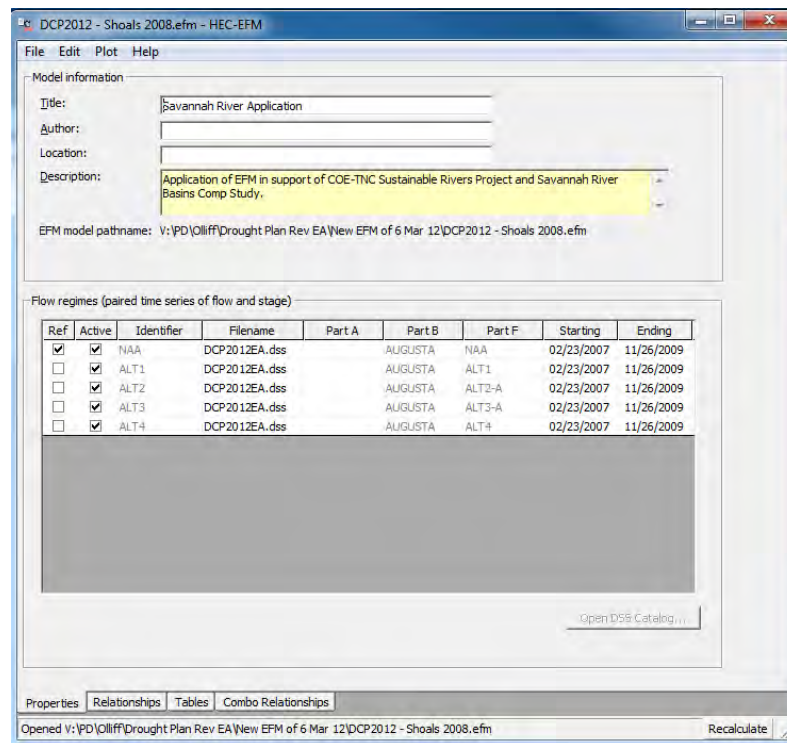 DCP2012 - Shoals 2008.efm - HEC-EFM
File Edit Plot Help
Model information
Title: Savannah River Application
Author:
Location:
Description: Application of EFM in support of COE-TNC Sustainable Rivers Project and Savannah River
Basins Comp Study.
EFM model pathname: V:\PD\Olliff\Drought Plan Rev EA\New EFM of 6 Mar 12\DCP2012 - Shoals 2008.efm
Flow regimes (paired time series of flow and stage)
Ref Active Identifier Filename Part A Part B Part F Starting Ending
NAA DCP2012EA.dss AUGUSTA NAA 02/23/2007 11/26/2009
ALT1 DCP2012EA.dss AUGUSTA ALT1 02/23/2007 11/26/2009
ALT2 DCP2012EA.dss AUGUSTA ALT2-A 02/23/2007 11/26/2009
ALT3 DCP2012EA.dss AUGUSTA ALT3-A 02/23/2007 11/26/2009
ALT4 DCP2012EA.dss AUGUSTA ALT4 02/23/2007 11/26/2009
Open DSS Catalog...
Properties Relationships Tables Combo Relationships
Opened V:\PD\Olliff\Drought Plan Rev EA\New EFM of 6 Mar 12\DCP2012 - Shoals 2008.efm Recalculate